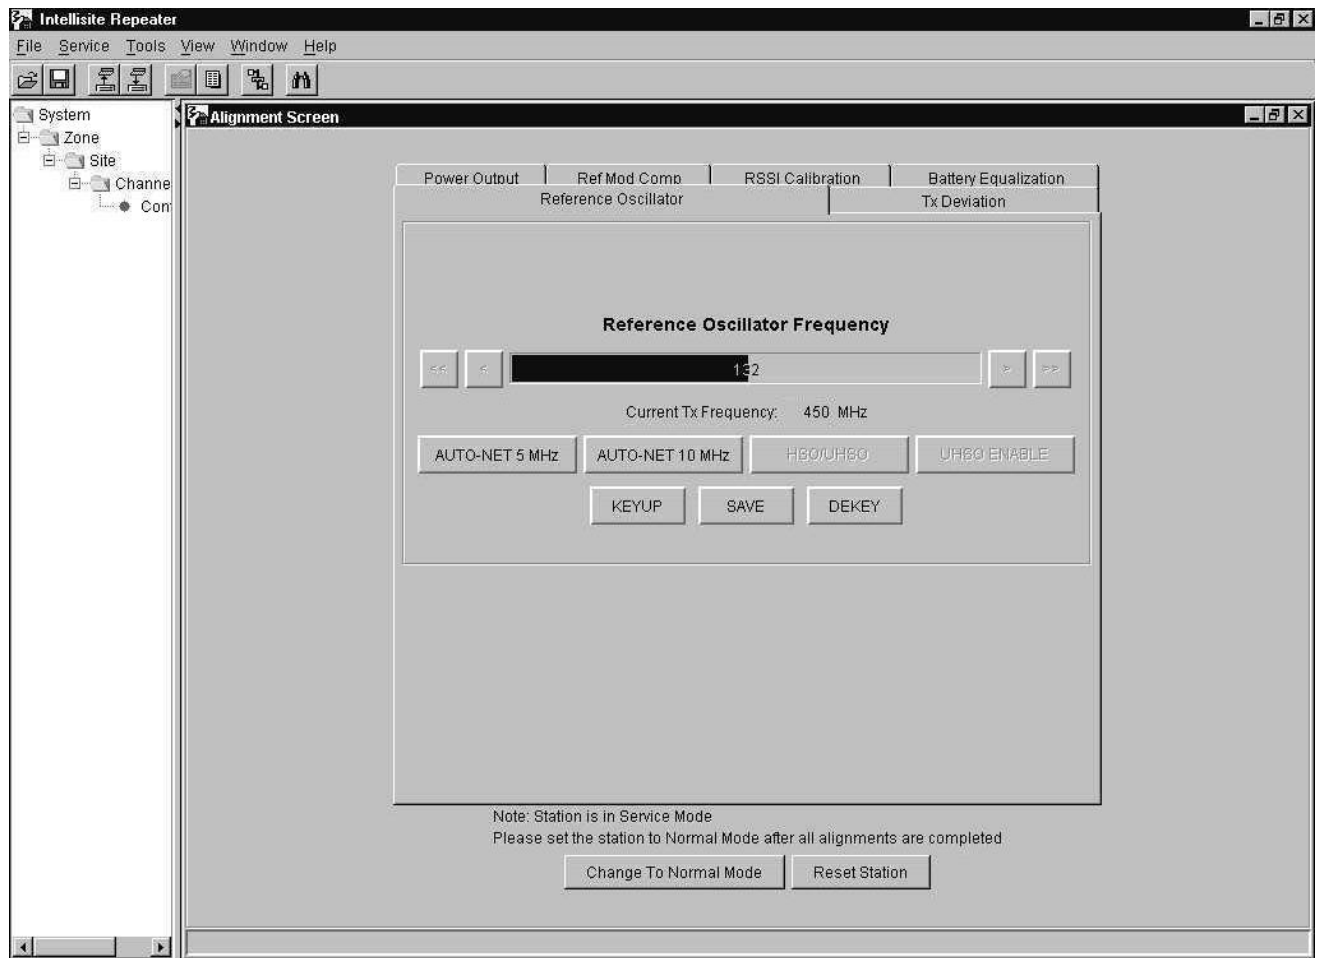 Intellisite Repeater
File Service Tools View Window Help
System
Zone
Site
Channe
Con
Alignment Screen
Power Output Ref Mod Comp RSSI Calibration Battery Equalization
Reference Oscillator Tx Deviation
Reference Oscillator Frequency
<< < 132 > >>
Current Tx Frequency: 450 MHz
AUTO-NET 5 MHz AUTO-NET 10 MHz HSO/UHSO UHSO ENABLE
KEYUP SAVE DEKEY
Note: Station is in Service Mode
Please set the station to Normal Mode after all alignments are completed
Change To Normal Mode Reset Station